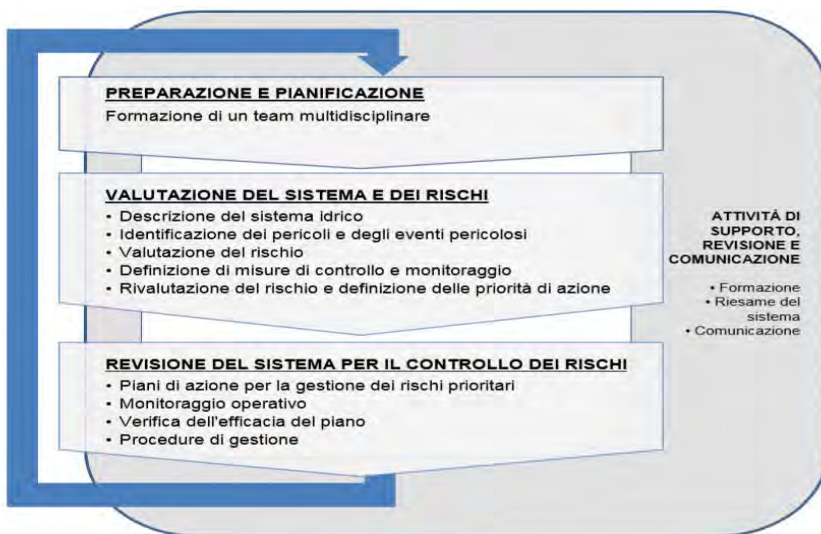 PREPARAZIONE E PIANIFICAZIONE
Formazione di un team multidisciplinare
VALUTAZIONE DEL SISTEMA E DEI RISCHI
• Descrizione del sistema idrico
• Identificazione dei pericoli e degli eventi pericolosi
• Valutazione del rischio
• Definizione di misure di controllo e monitoraggio
• Rivalutazione del rischio e definizione delle priorità di azione
REVISIONE DEL SISTEMA PER IL CONTROLLO DEI RISCHI
• Piani di azione per la gestione dei rischi prioritari
• Monitoraggio operativo
• Verifica dell'efficacia del piano
• Procedure di gestione
ATTIVITÀ DI
SUPPORTO,
REVISIONE E
COMUNICAZIONE
• Formazione
• Riesame del
sistema
• Comunicazione